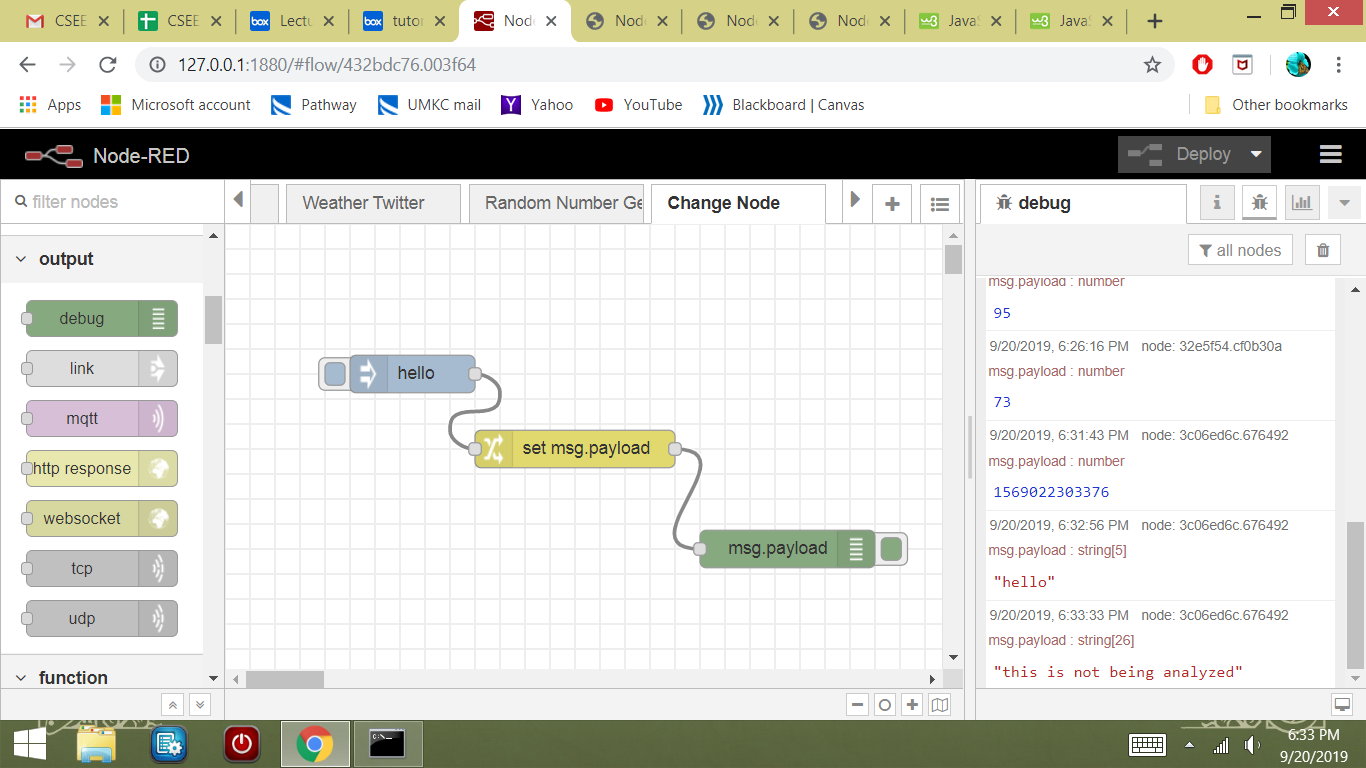 CSEE
CSEE
Lectu
tutor
Node
Node
Node
Node
JavaS
JavaS
127.0.0.1:1880/#flow/432bdc76.003f64
Apps
Microsoft account
Pathway
UMKC mail
Yahoo
YouTube
Blackboard | Canvas
Other bookmarks
Node-RED
Deploy
filter nodes
Weather Twitter
Random Number Ge
Change Node
debug
all nodes
output
debug
link
mqtt
http response
websocket
tcp
udp
function
hello
set msg.payload
msg.payload
msg.payload : number
95
9/20/2019, 6:26:16 PM node: 32e5f54.cf0b30a
msg.payload : number
73
9/20/2019, 6:31:43 PM node: 3c06ed6c.676492
msg.payload : number
1569022303376
9/20/2019, 6:32:56 PM node: 3c06ed6c.676492
msg.payload : string[5]
"hello"
9/20/2019, 6:33:33 PM node: 3c06ed6c.676492
msg.payload : string[26]
"this is not being analyzed"
6:33 PM
9/20/2019